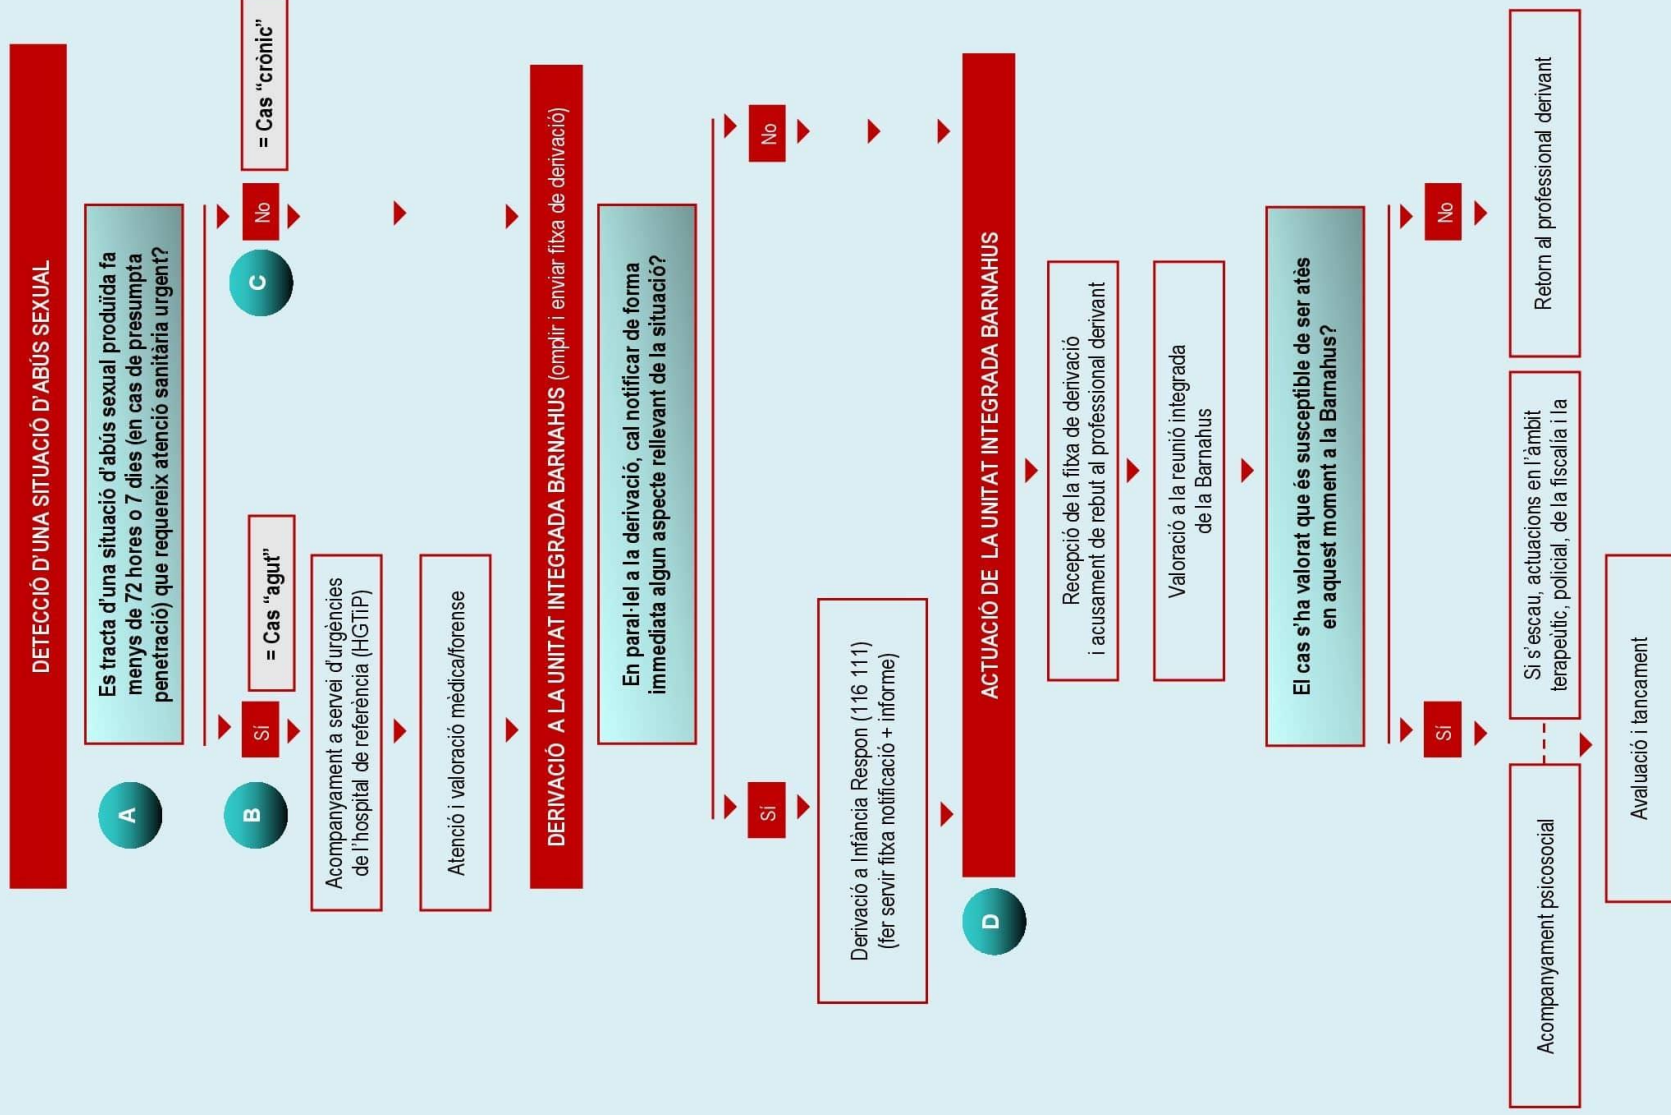 DETECCIÓ D'UNA SITUACIÓ D'ABÚS SEXUAL
A
Es tracta d'una situació d'abús sexual produïda fa
menys de 72 hores o 7 dies (en cas de presumpta
penetració) que requereix atenció sanitària urgent?
B
Sí
= Cas "agut"
C
No
= Cas "crònic"
Acompanyament a servei d'urgències
de l'hospital de referència (HGTiP)
Atenció i valoració mèdica/forense
DERIVACIÓ A LA UNITAT INTEGRADA BARNAHUS (omplir i enviar fitxa de derivació)
En paral·lel a la derivació, cal notificar de forma
immediata algun aspecte rellevant de la situació?
Sí
No
Derivació a Infància Respon (116 111)
(fer servir fitxa notificació + informe)
D
ACTUACIÓ DE LA UNITAT INTEGRADA BARNAHUS
Recepció de la fitxa de derivació
i acusament de rebut al professional derivant
Valoració a la reunió integrada
de la Barnahus
El cas s'ha valorat que és susceptible de ser atès
en aquest moment a la Barnahus?
Sí
No
Acompanyament psicosocial
Si s'escau, actuacions en l'àmbit
terapeùtic, policial, de la fiscalia i la
Retorn al professional derivant
Avaluació i tancament